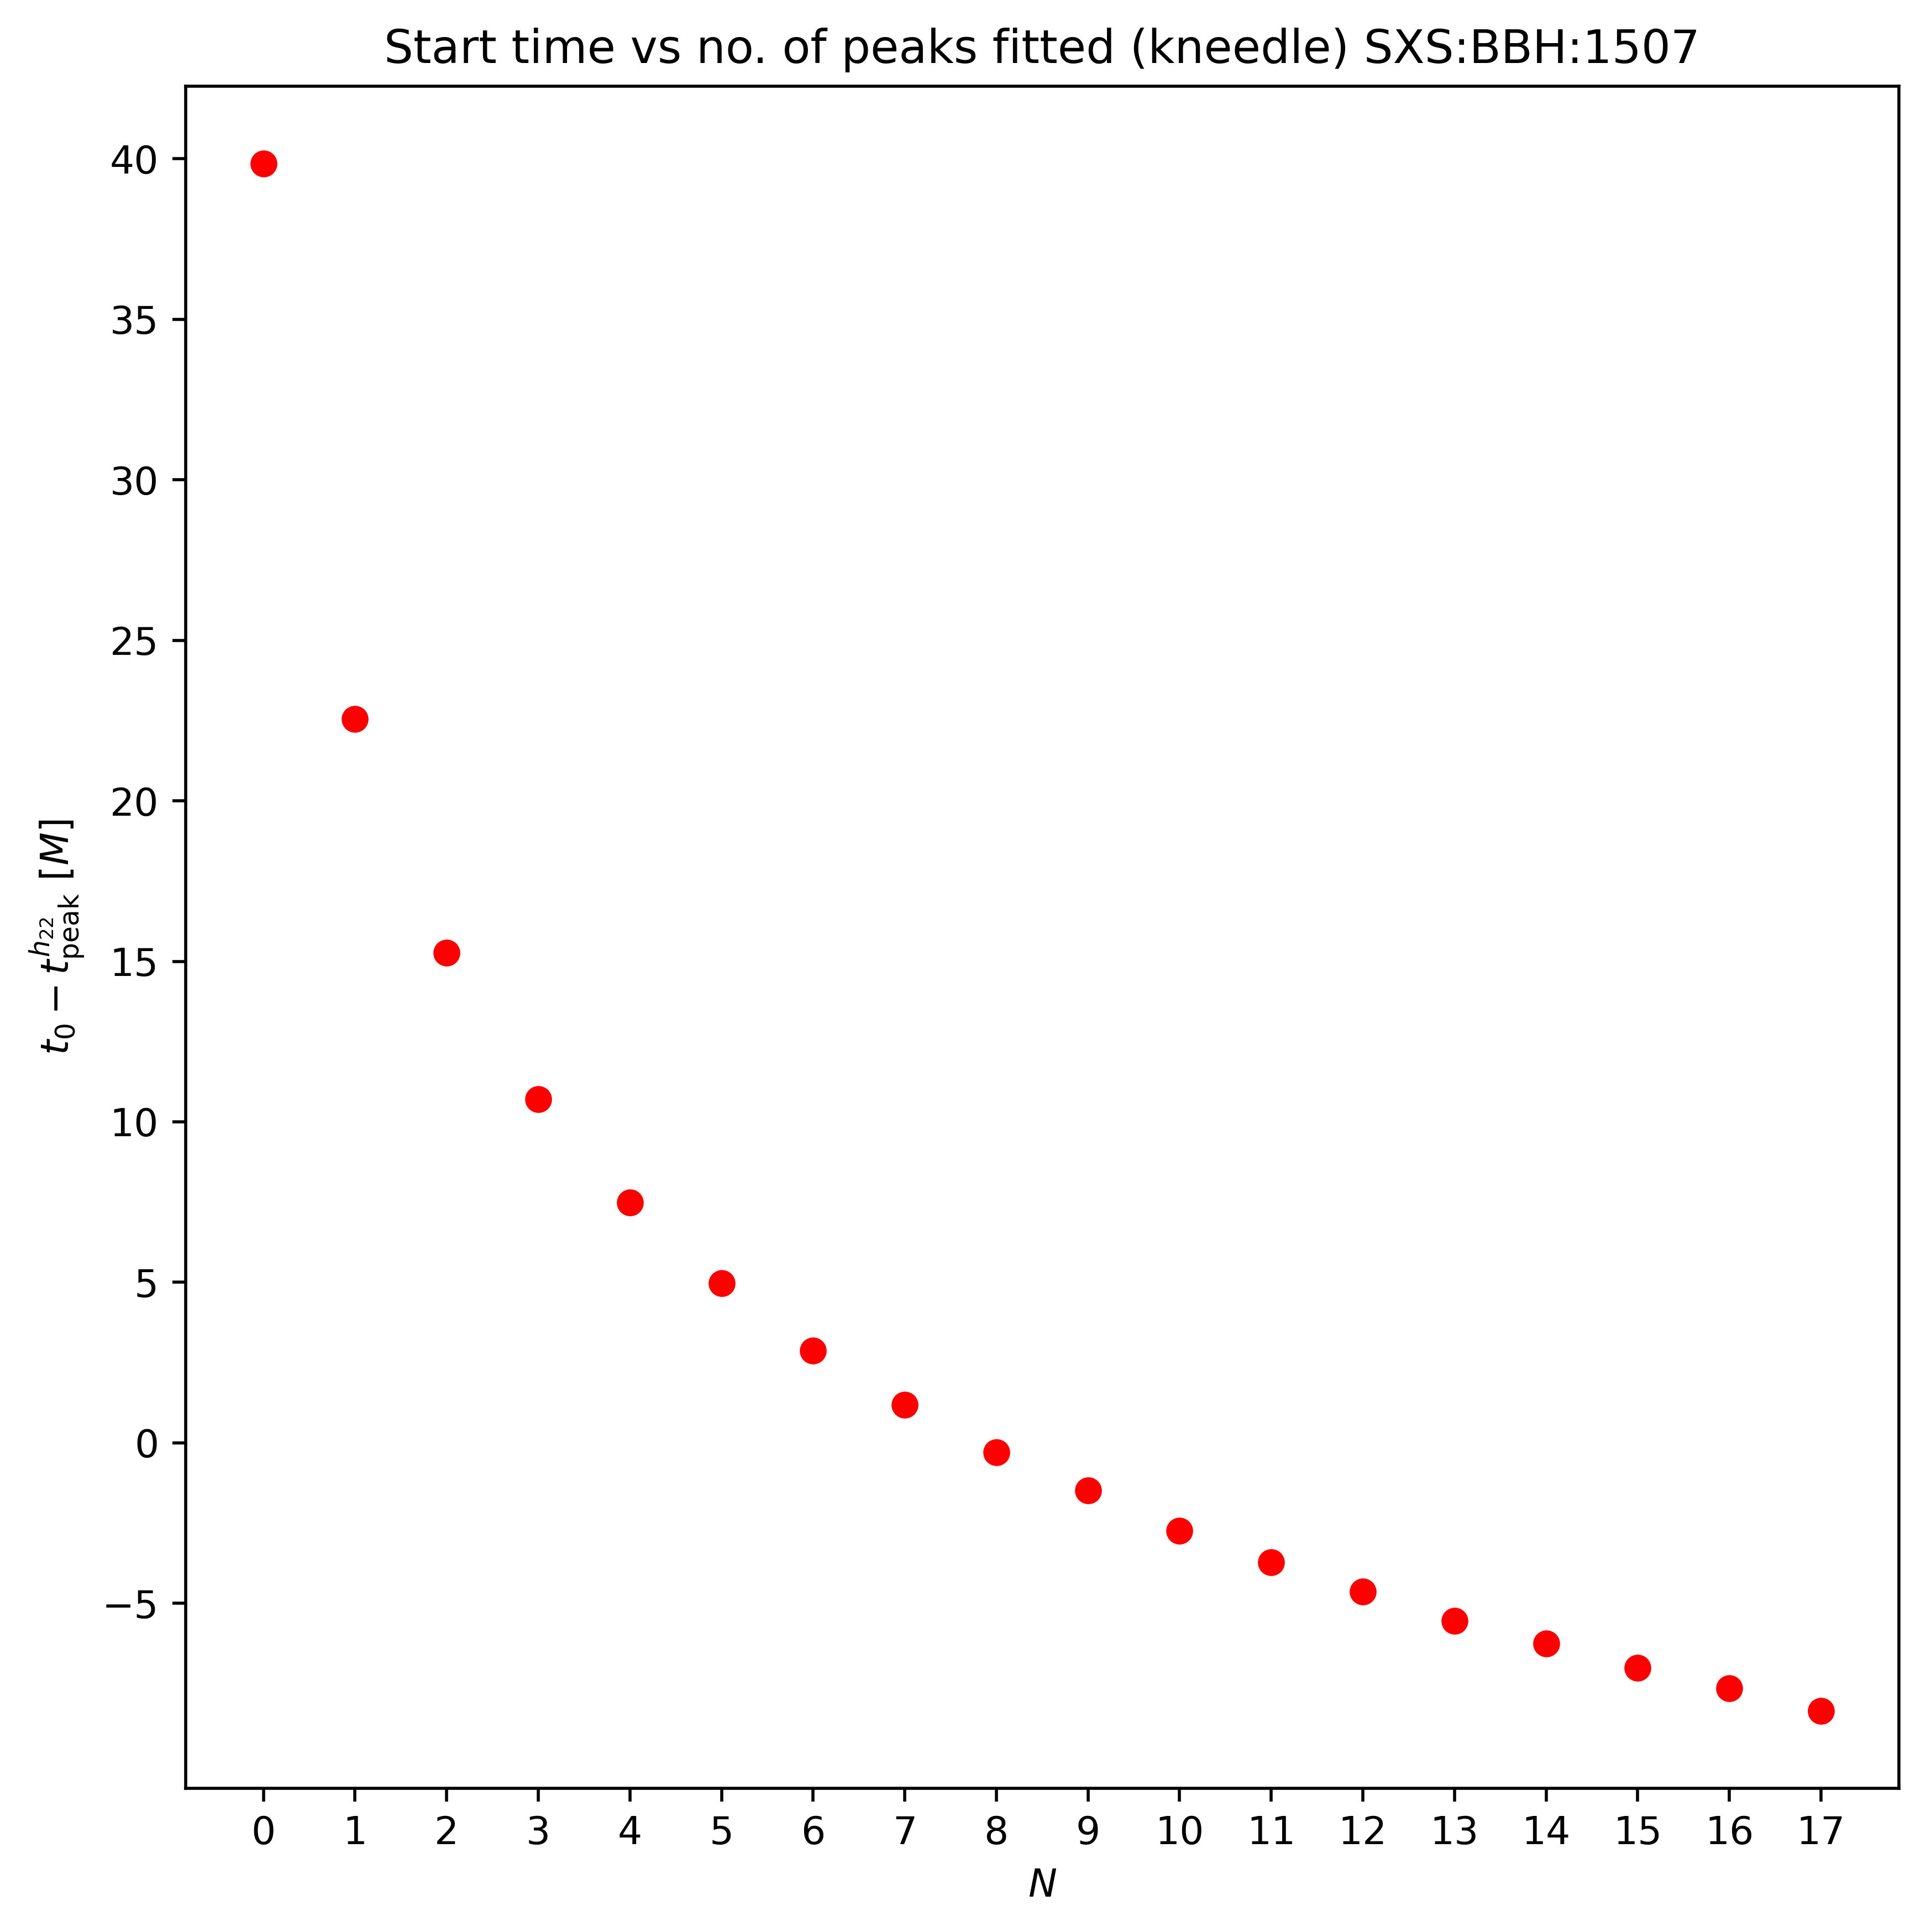 Start time vs no. of peaks fitted (kneedle) SXS:BBH:1507
40
35
30
25
20
15
10
5
0
−5
t₀ − t_peak^{h₂₂} [M]
0 1 2 3 4 5 6 7 8 9 10 11 12 13 14 15 16 17
N